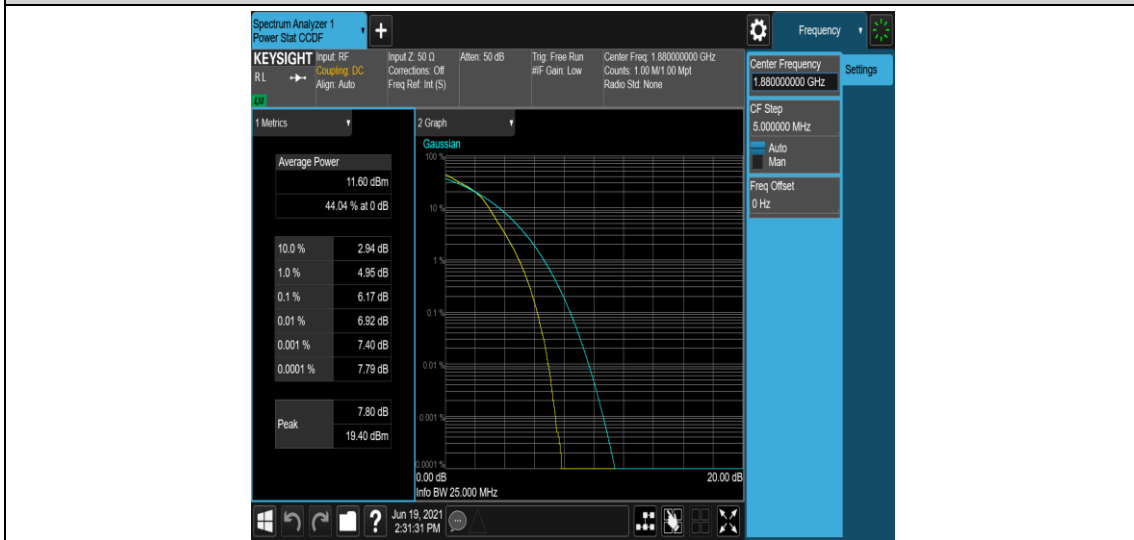 Spectrum Analyzer 1
Power Stat CCDF
+
Frequency
KEYSIGHT
RL
LXI
Input: RF
Coupling: DC
Align: Auto
Input Z: 50 Ω
Corrections: Off
Freq Ref: Int (S)
Atten: 50 dB
Trig: Free Run
#IF Gain: Low
Center Freq: 1.880000000 GHz
Counts: 1.00 M/1.00 Mpt
Radio Std: None
Center Frequency
1.880000000 GHz
Settings
CF Step
5.000000 MHz
Auto
Man
Freq Offset
0 Hz
1 Metrics
Average Power
11.60 dBm
44.04 % at 0 dB
10.0 % 2.94 dB
1.0 % 4.95 dB
0.1 % 6.17 dB
0.01 % 6.92 dB
0.001 % 7.40 dB
0.0001 % 7.79 dB
Peak 7.80 dB
19.40 dBm
2 Graph
Gaussian
100 %
10 %
1 %
0.1 %
0.01 %
0.001 %
0.0001 %
0.00 dB 20.00 dB
Info BW 25.000 MHz
?
Jun 19, 2021
2:31:31 PM